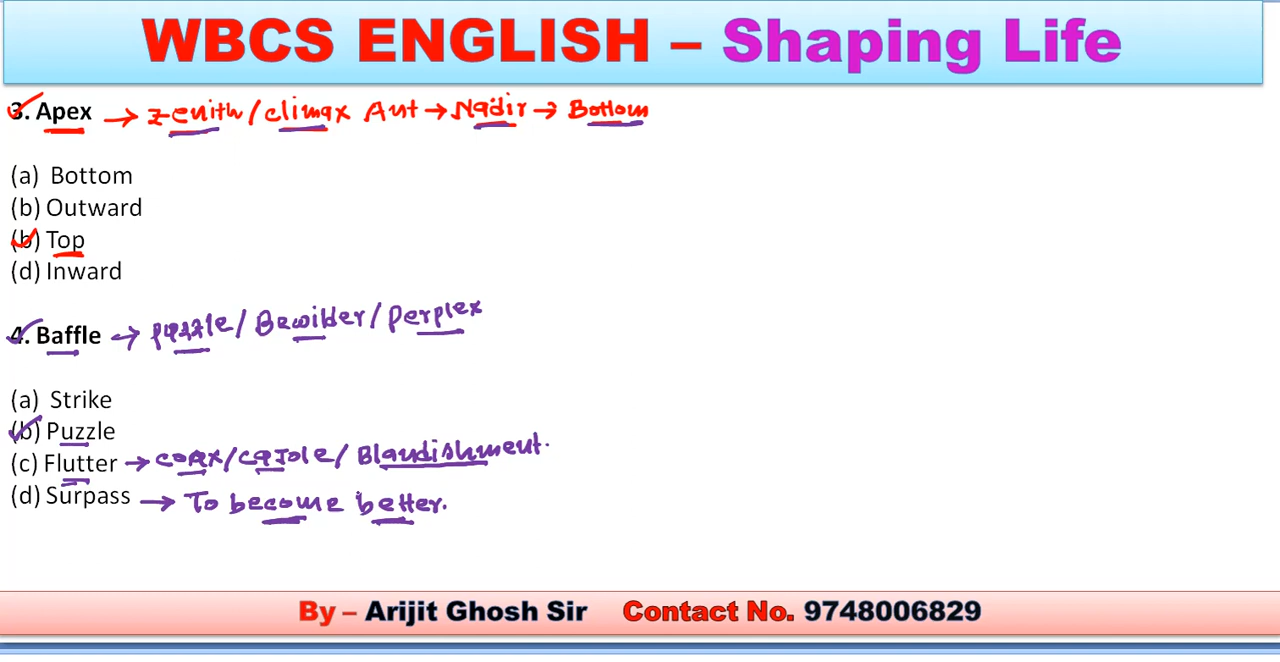 WBCS ENGLISH – Shaping Life
3. Apex → zenith/climax Ant → Nadir → Bottom
(a) Bottom
(b) Outward
(b) Top
(d) Inward
4. Baffle → puzzle/Bewilder/Perplex
(a) Strike
(b) Puzzle
(c) Flutter → coax/cajole/Blandishment.
(d) Surpass → To become better.
By – Arijit Ghosh Sir Contact No. 9748006829